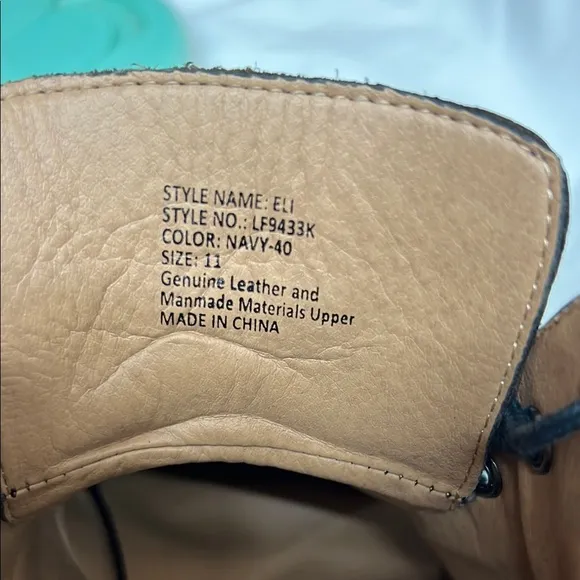 STYLE NAME: ELI
STYLE NO.: LF9433K
COLOR: NAVY-40
SIZE: 11
Genuine Leather and
Manmade Materials Upper
MADE IN CHINA